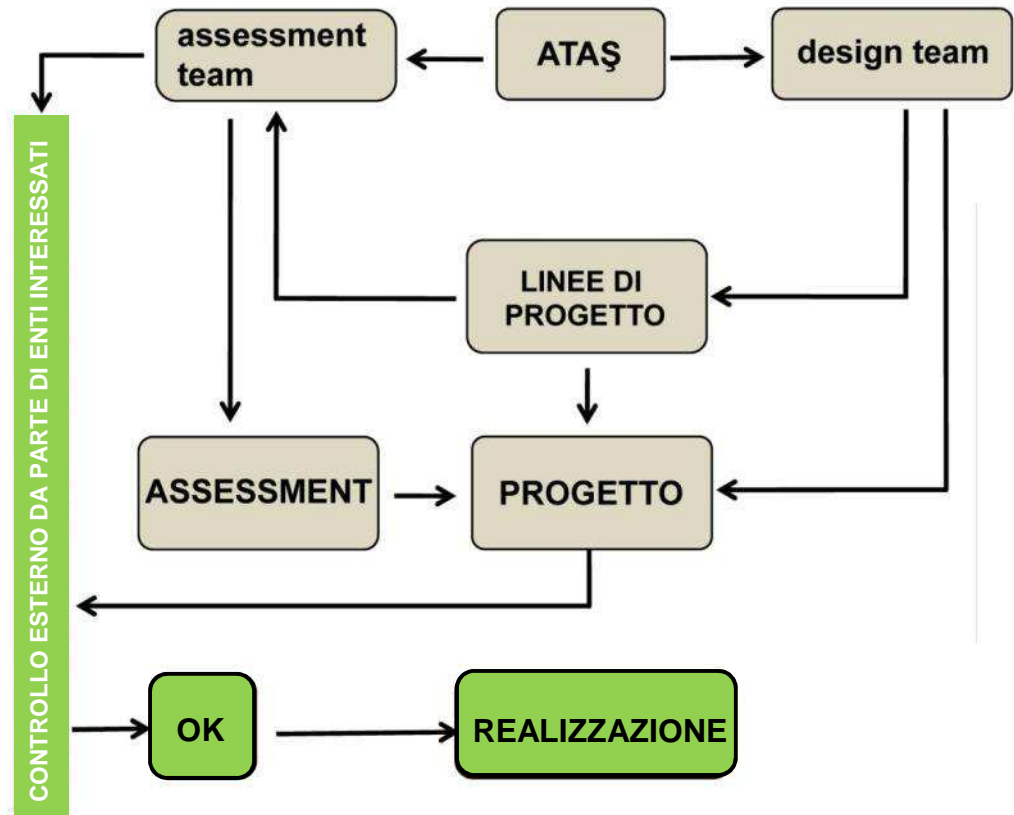 assessment
team
ATAŞ
design team
CONTROLLO ESTERNO DA PARTE DI ENTI INTERESSATI
LINEE DI
PROGETTO
ASSESSMENT
PROGETTO
OK
REALIZZAZIONE